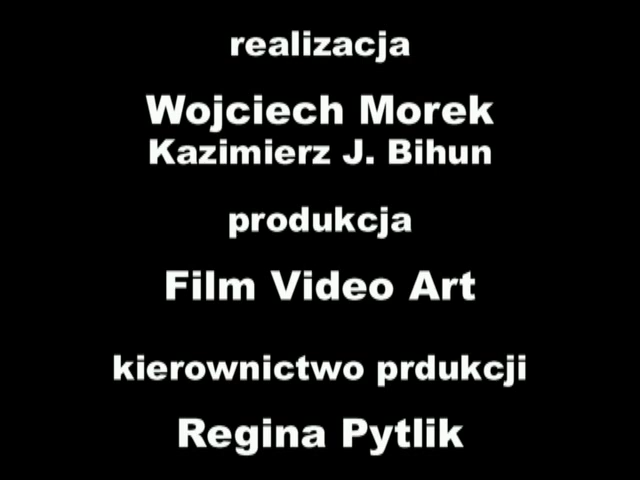 realizacja
Wojciech Morek
Kazimierz J. Bihun
produkcja
Film Video Art
kierownictwo prdukcji
Regina Pytlik